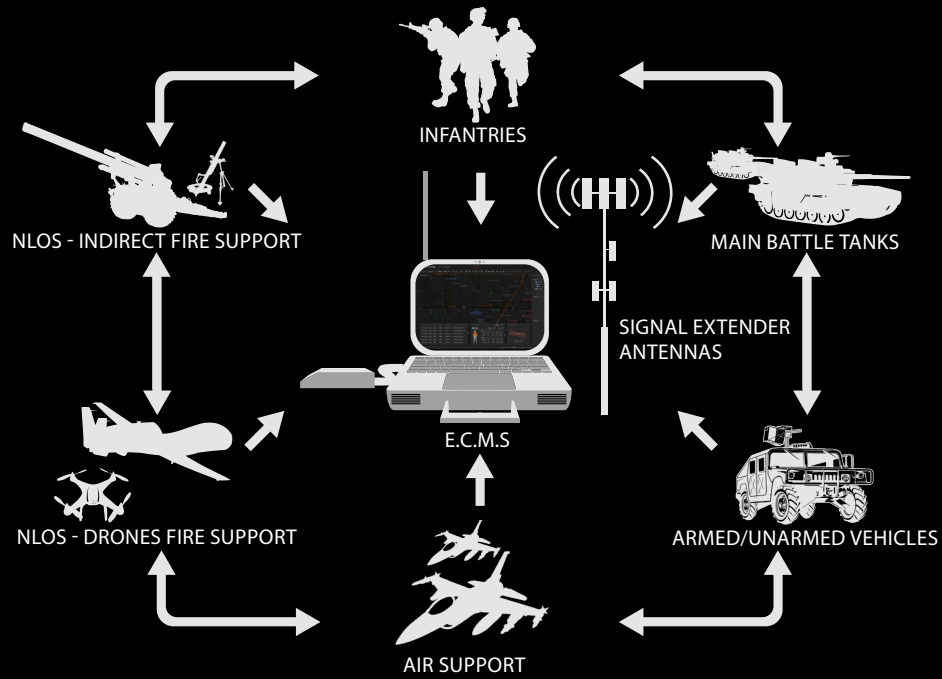 INFANTRIES
NLOS - INDIRECT FIRE SUPPORT
MAIN BATTLE TANKS
SIGNAL EXTENDER
ANTENNAS
E.C.M.S
NLOS - DRONES FIRE SUPPORT
ARMED/UNARMED VEHICLES
AIR SUPPORT